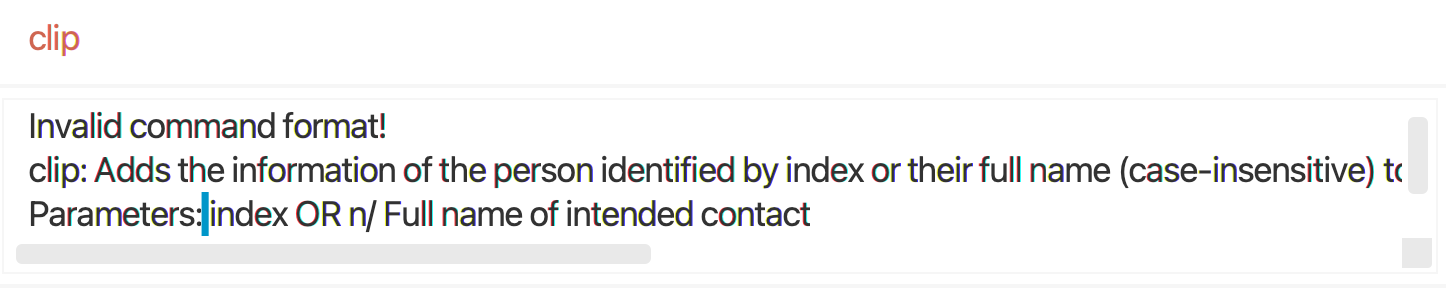 clip
Invalid command format!
clip: Adds the information of the person identified by index or their full name (case-insensitive)
Parameters: index OR n/ Full name of intended contact